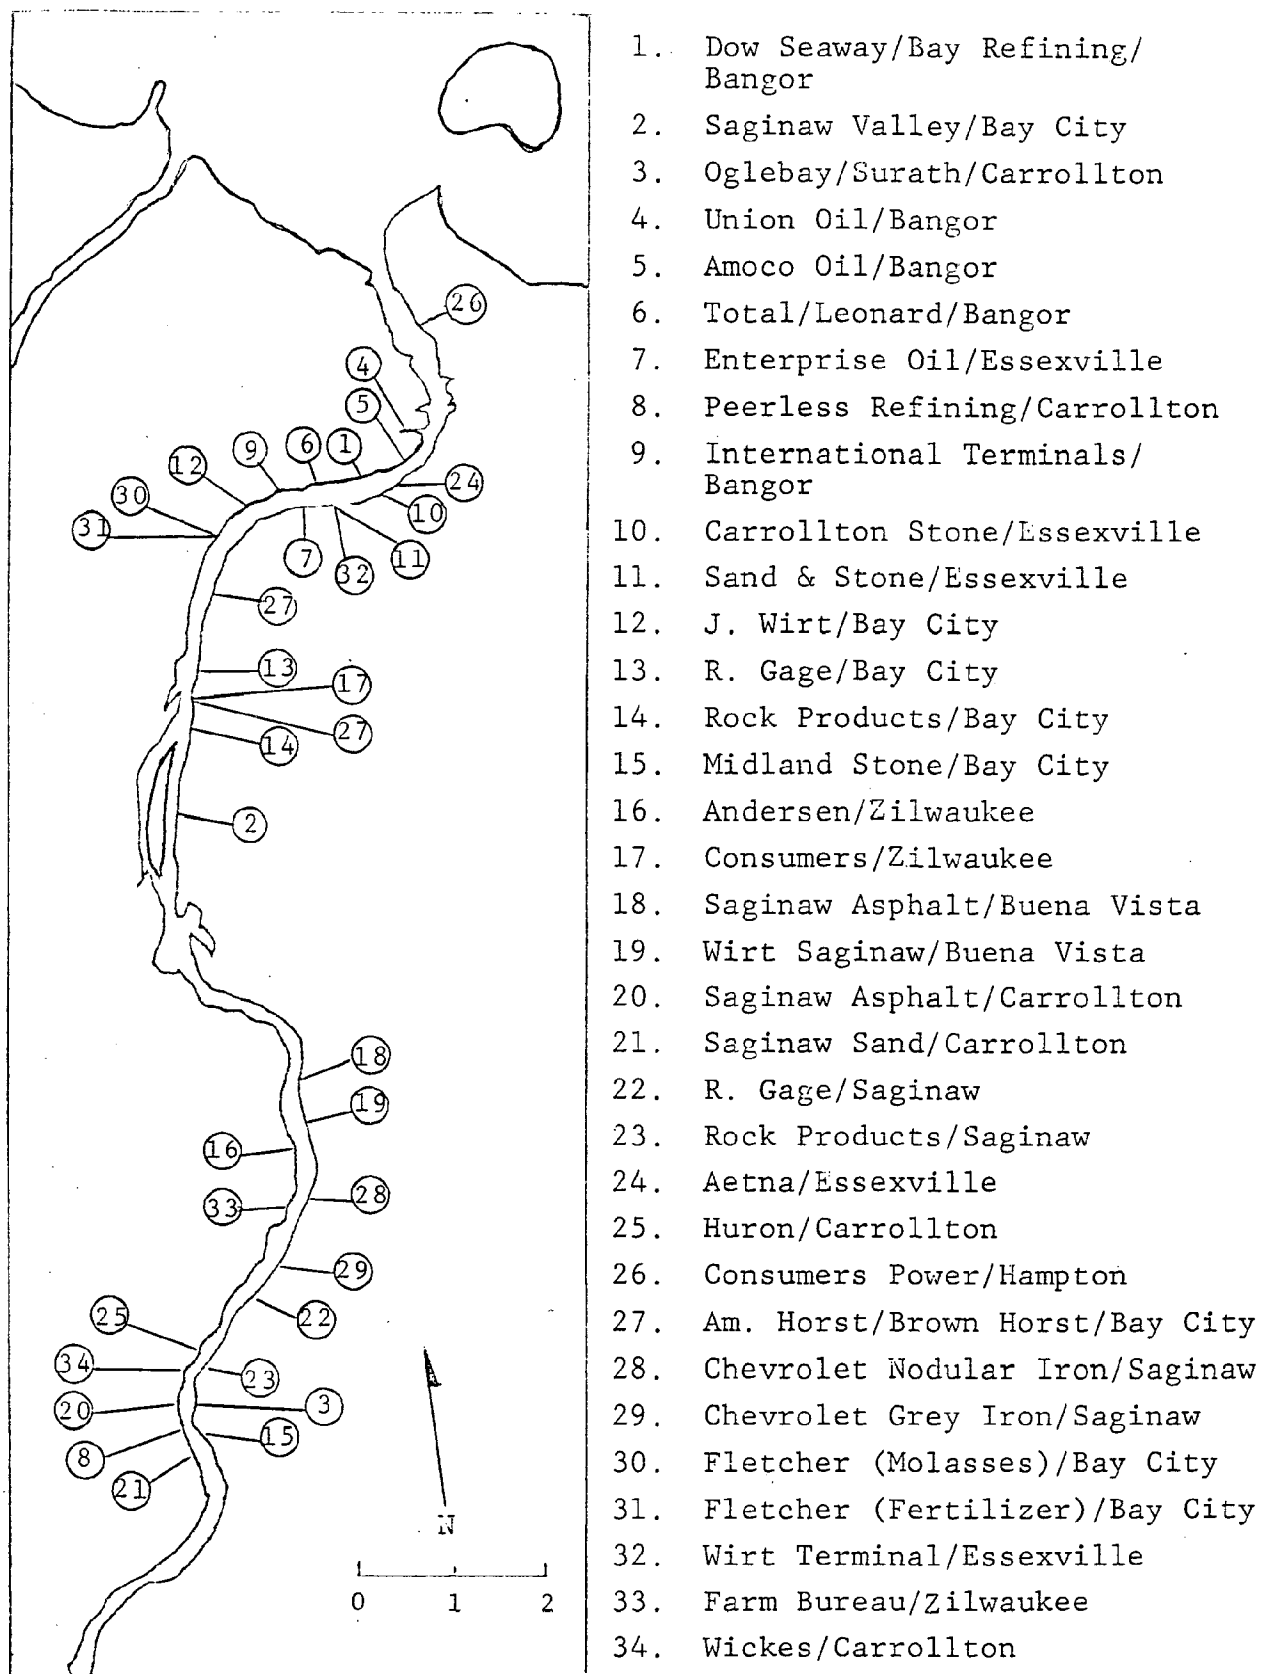 26
4
5
12
9
6
1
30
24
31
10
7
32
11
27
13
17
27
14
2
18
19
16
28
33
29
25
22
34
23
20
3
15
8
21
N
0 1 2
1. Dow Seaway/Bay Refining/
Bangor
2. Saginaw Valley/Bay City
3. Oglebay/Surath/Carrollton
4. Union Oil/Bangor
5. Amoco Oil/Bangor
6. Total/Leonard/Bangor
7. Enterprise Oil/Essexville
8. Peerless Refining/Carrollton
9. International Terminals/
Bangor
10. Carrollton Stone/Essexville
11. Sand & Stone/Essexville
12. J. Wirt/Bay City
13. R. Gage/Bay City
14. Rock Products/Bay City
15. Midland Stone/Bay City
16. Andersen/Zilwaukee
17. Consumers/Zilwaukee
18. Saginaw Asphalt/Buena Vista
19. Wirt Saginaw/Buena Vista
20. Saginaw Asphalt/Carrollton
21. Saginaw Sand/Carrollton
22. R. Gage/Saginaw
23. Rock Products/Saginaw
24. Aetna/Essexville
25. Huron/Carrollton
26. Consumers Power/Hampton
27. Am. Horst/Brown Horst/Bay City
28. Chevrolet Nodular Iron/Saginaw
29. Chevrolet Grey Iron/Saginaw
30. Fletcher (Molasses)/Bay City
31. Fletcher (Fertilizer)/Bay City
32. Wirt Terminal/Essexville
33. Farm Bureau/Zilwaukee
34. Wickes/Carrollton